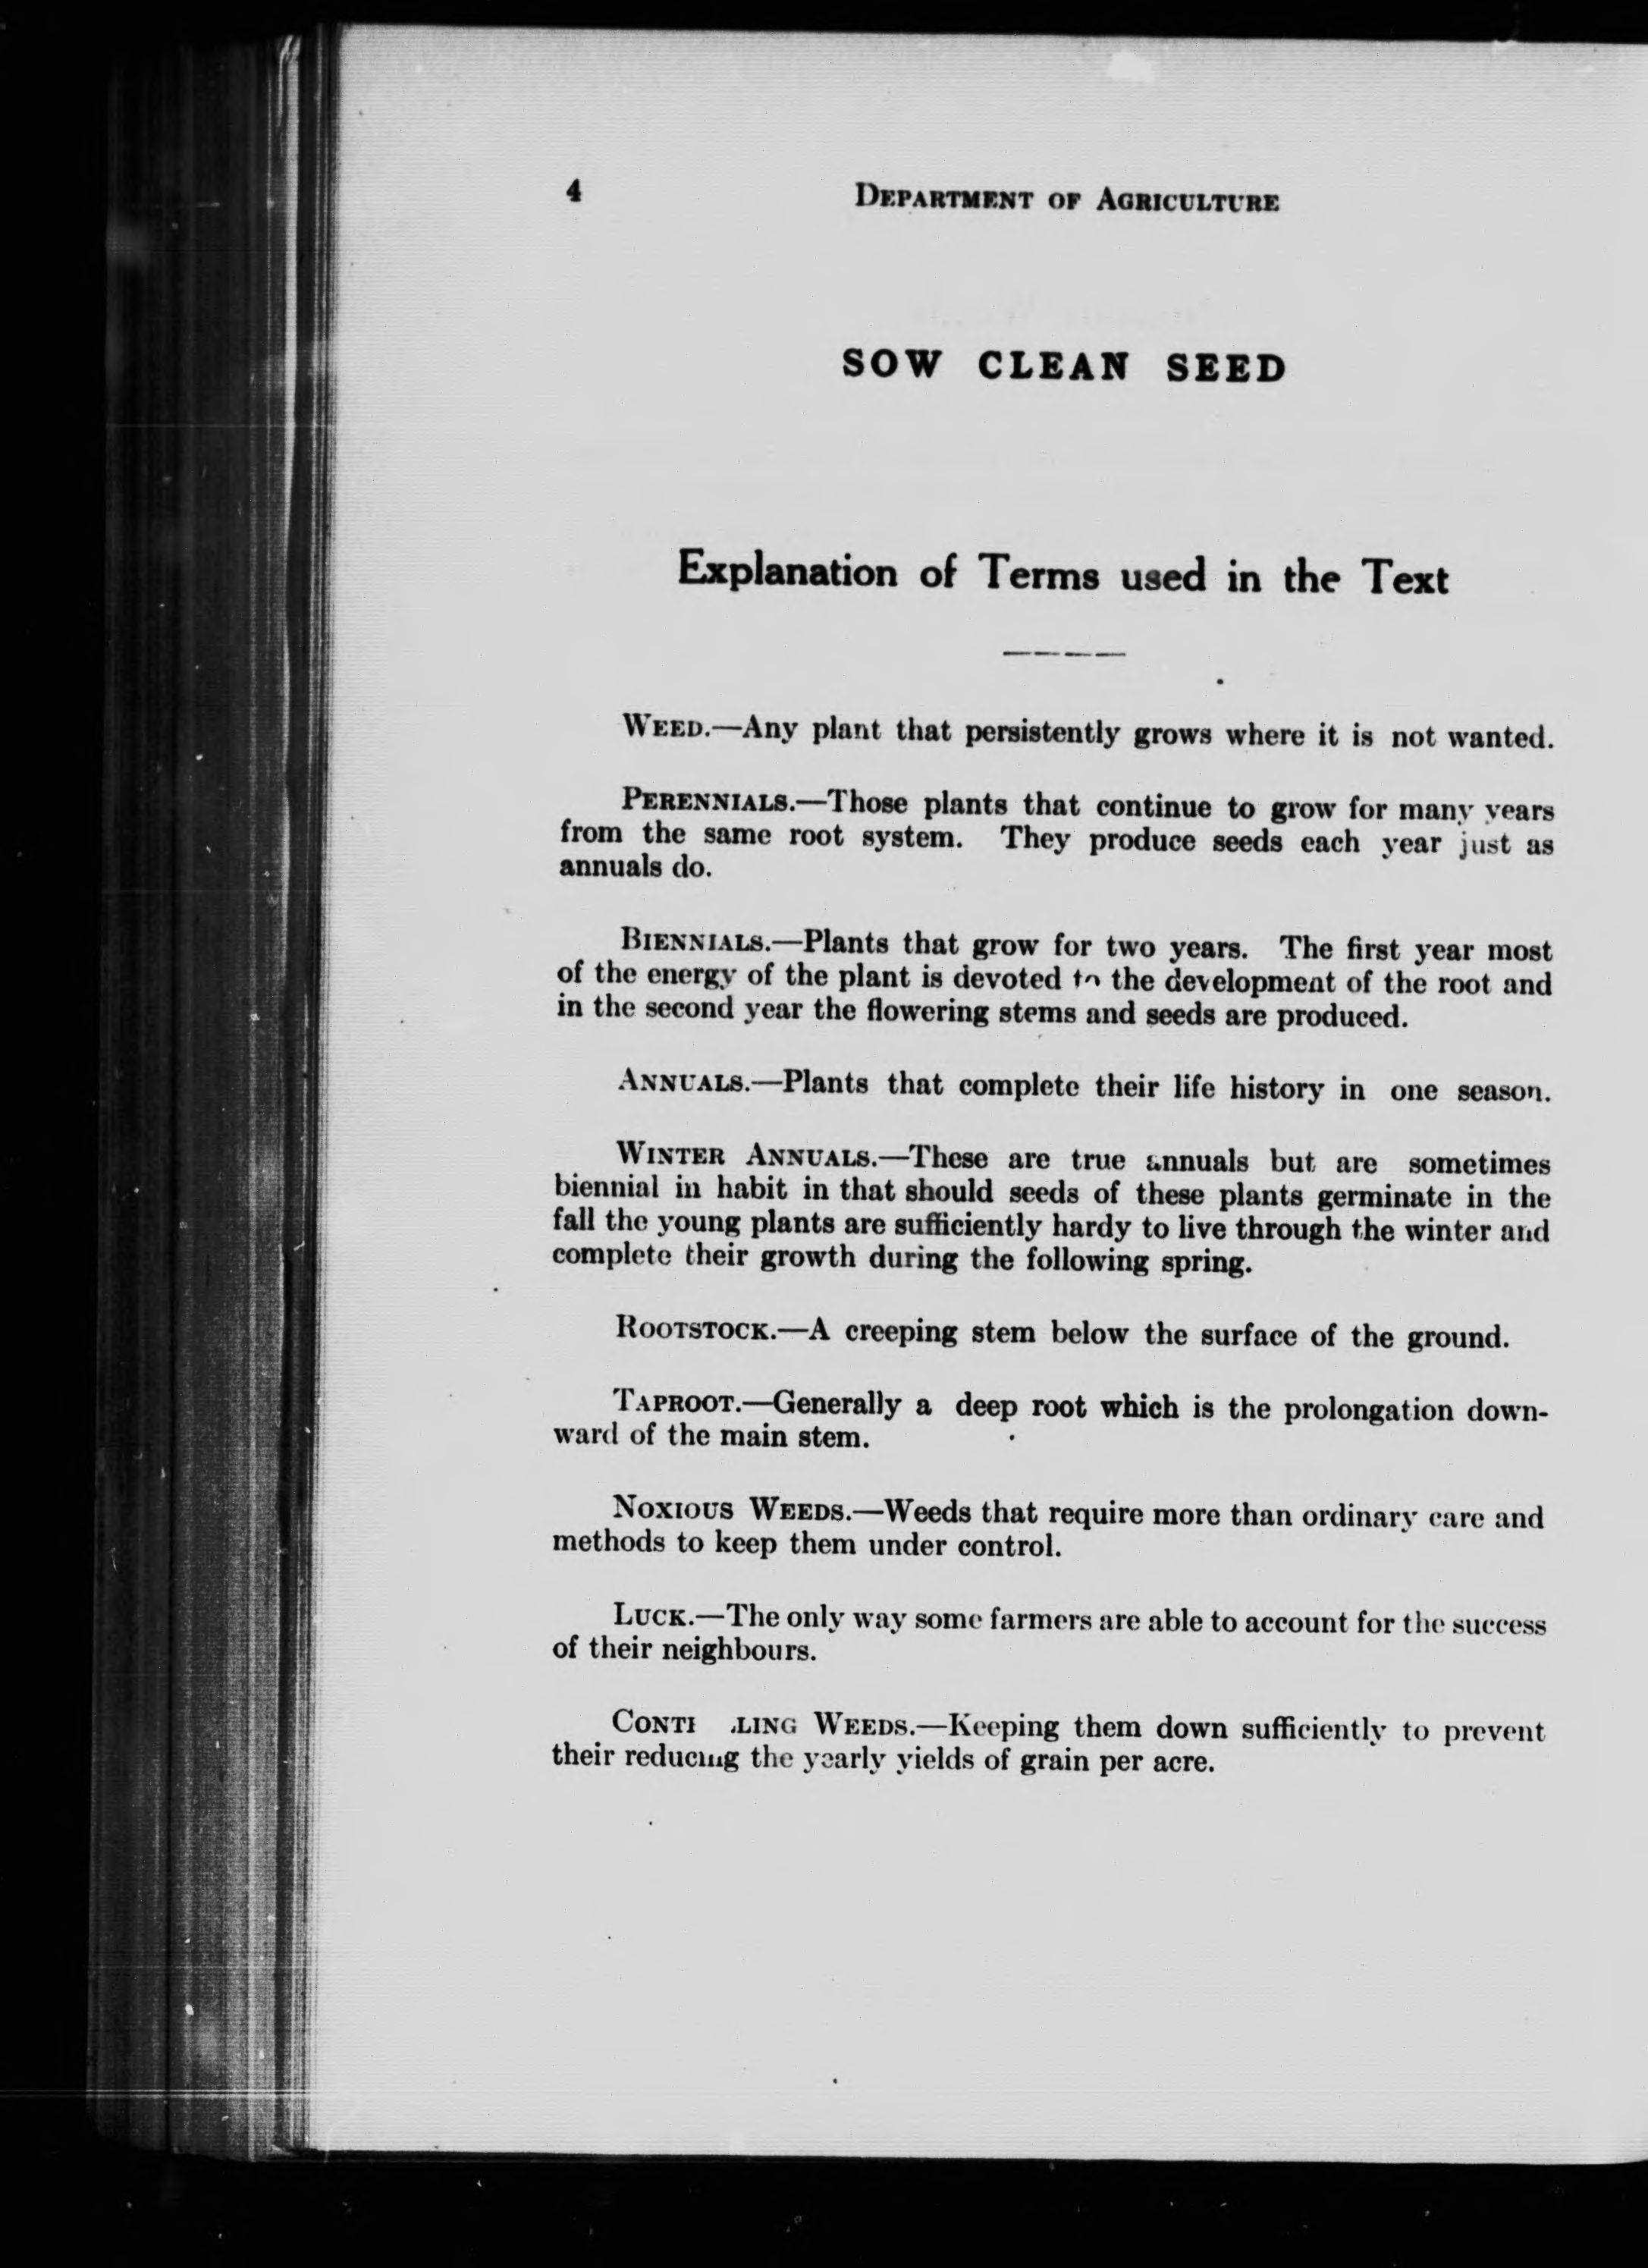 4 DEPARTMENT OF AGRICULTURE
SOW CLEAN SEED
Explanation of Terms used in the Text
WEED.—Any plant that persistently grows where it is not wanted.
PERENNIALS.—Those plants that continue to grow for many years
from the same root system. They produce seeds each year just as
annuals do.
BIENNIALS.—Plants that grow for two years. The first year most
of the energy of the plant is devoted to the development of the root and
in the second year the flowering stems and seeds are produced.
ANNUALS.—Plants that complete their life history in one season.
WINTER ANNUALS.—These are true annuals but are sometimes
biennial in habit in that should seeds of these plants germinate in the
fall the young plants are sufficiently hardy to live through the winter and
complete their growth during the following spring.
ROOTSTOCK.—A creeping stem below the surface of the ground.
TAPROOT.—Generally a deep root which is the prolongation down-
ward of the main stem.
NOXIOUS WEEDS.—Weeds that require more than ordinary care and
methods to keep them under control.
LUCK.—The only way some farmers are able to account for the success
of their neighbours.
WEEDS.—Keeping them down sufficiently to prevent
their reducing the yearly yields of grain per acre.